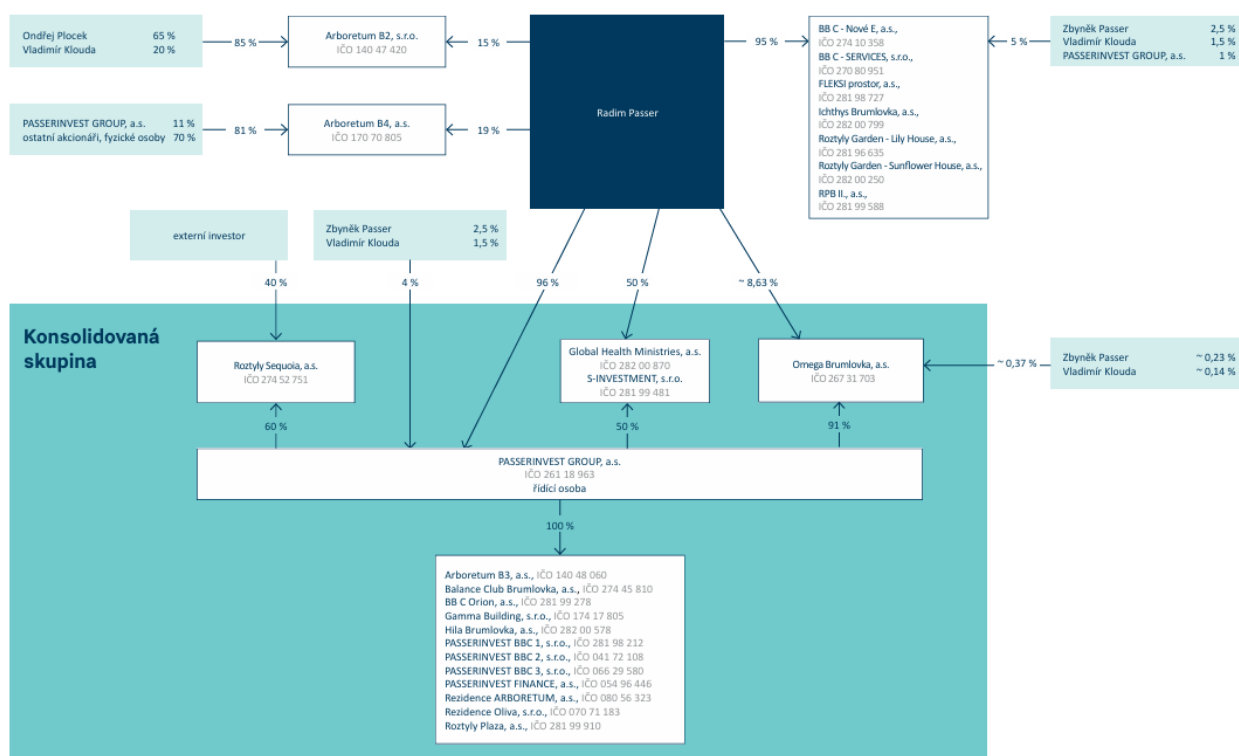 Ondřej Plocek 65 %
Vladimír Klouda 20 %
85 %
Arboretum B2, s.r.o.
IČO 140 47 420
15 %
Radim Passer
95 %
BB C - Nové E, a.s.,
IČO 274 10 358
BB C - SERVICES, s.r.o.,
IČO 270 80 951
FLEKSI prostor, a.s.,
IČO 281 98 727
Ichthys Brumlovka, a.s.,
IČO 282 00 799
Roztyly Garden - Lily House, a.s.,
IČO 281 96 635
Roztyly Garden - Sunflower House, a.s.,
IČO 282 00 250
RPB II., a.s.,
IČO 281 99 588
5 %
Zbyněk Passer 2,5 %
Vladimír Klouda 1,5 %
PASSERINVEST GROUP, a.s. 1 %
PASSERINVEST GROUP, a.s. 11 %
ostatní akcionáři, fyzické osoby 70 %
81 %
Arboretum B4, a.s.
IČO 170 70 805
19 %
externí investor
Zbyněk Passer 2,5 %
Vladimír Klouda 1,5 %
40 %
4 %
96 %
50 %
~ 8,63 %
Konsolidovaná
skupina
Roztyly Sequoia, a.s.
IČO 274 52 751
Global Health Ministries, a.s.
IČO 282 00 870
S-INVESTMENT, s.r.o.
IČO 281 99 481
Omega Brumlovka, a.s.
IČO 267 31 703
~ 0,37 %
Zbyněk Passer ~ 0,23 %
Vladimír Klouda ~ 0,14 %
60 %
50 %
91 %
PASSERINVEST GROUP, a.s.
IČO 261 18 963
řídící osoba
100 %
Arboretum B3, a.s., IČO 140 48 060
Balance Club Brumlovka, a.s., IČO 274 45 810
BB C Orion, a.s., IČO 281 99 278
Gamma Building, s.r.o., IČO 174 17 805
Hila Brumlovka, a.s., IČO 282 00 578
PASSERINVEST BBC 1, s.r.o., IČO 281 98 212
PASSERINVEST BBC 2, s.r.o., IČO 041 72 108
PASSERINVEST BBC 3, s.r.o., IČO 066 29 580
PASSERINVEST FINANCE, a.s., IČO 054 96 446
Rezidence ARBORETUM, a.s., IČO 080 56 323
Rezidence Oliva, s.r.o., IČO 070 71 183
Roztyly Plaza, a.s., IČO 281 99 910